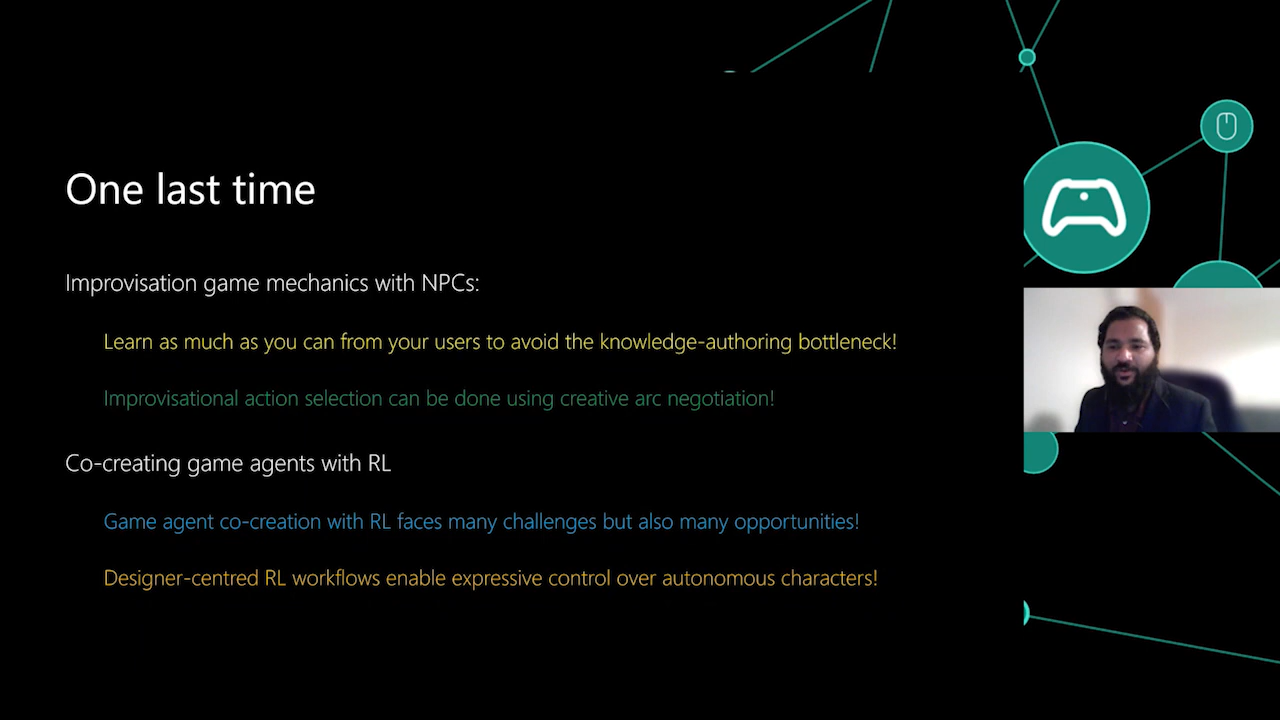 One last time
Improvisation game mechanics with NPCs:
Learn as much as you can from your users to avoid the knowledge-authoring bottleneck!
Improvisational action selection can be done using creative arc negotiation!
Co-creating game agents with RL
Game agent co-creation with RL faces many challenges but also many opportunities!
Designer-centred RL workflows enable expressive control over autonomous characters!